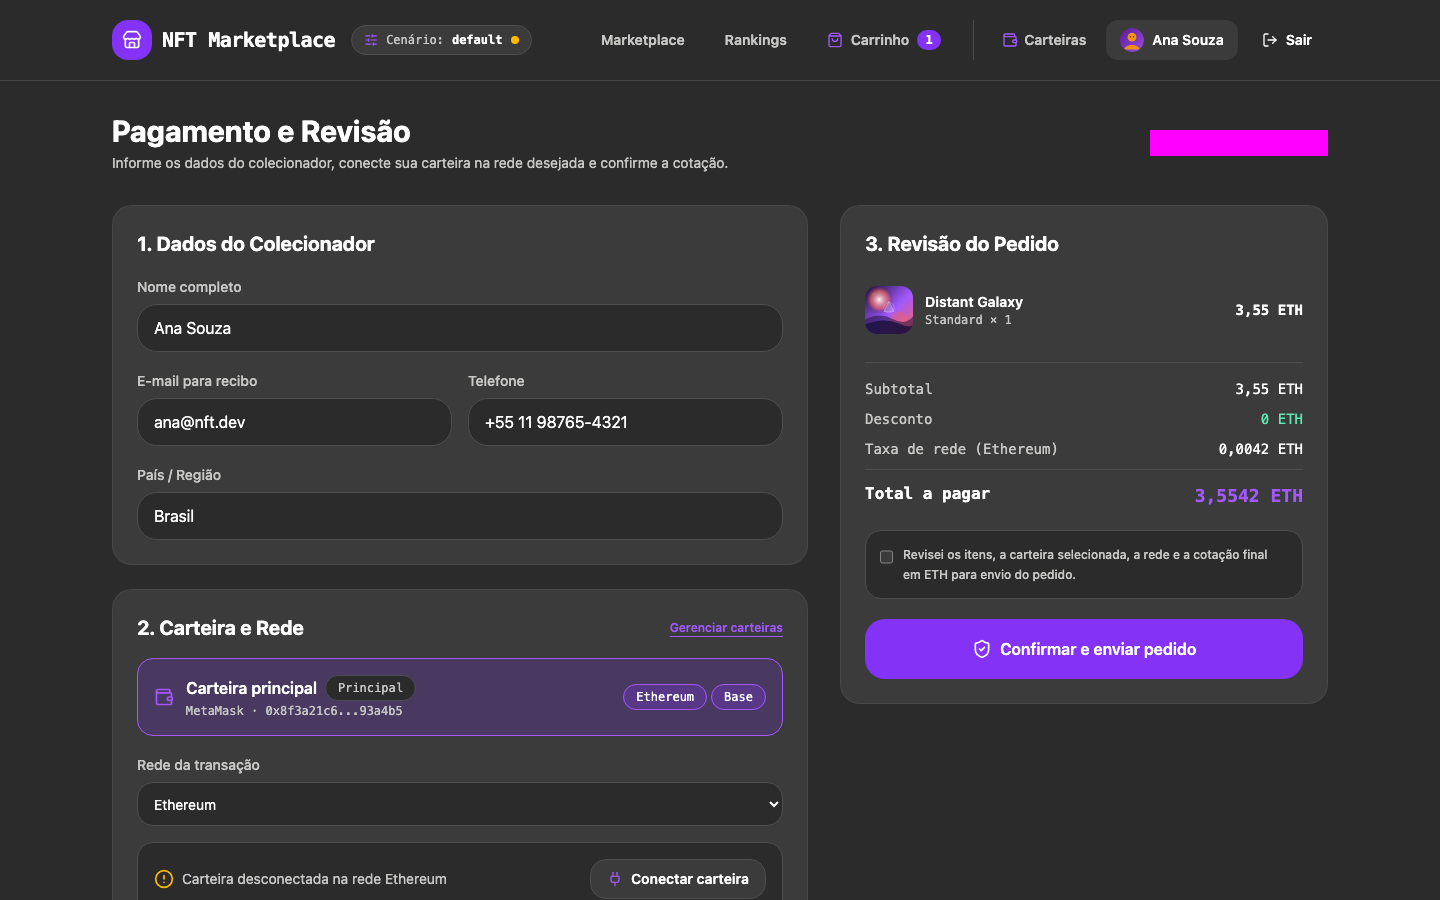 NFT Marketplace
Cenário: default
Marketplace
Rankings
Carrinho 1
Carteiras
Ana Souza
Sair
Pagamento e Revisão
Informe os dados do colecionador, conecte sua carteira na rede desejada e confirme a cotação.
1. Dados do Colecionador
Nome completo
Ana Souza
E-mail para recibo
Telefone
ana@nft.dev
+55 11 98765-4321
País / Região
Brasil
2. Carteira e Rede
Gerenciar carteiras
Carteira principal Principal
MetaMask · 0x8f3a21c6...93a4b5
Ethereum Base
Rede da transação
Ethereum
Carteira desconectada na rede Ethereum
Conectar carteira
3. Revisão do Pedido
Distant Galaxy
Standard × 1
3,55 ETH
Subtotal 3,55 ETH
Desconto 0 ETH
Taxa de rede (Ethereum) 0,0042 ETH
Total a pagar 3,5542 ETH
Revisei os itens, a carteira selecionada, a rede e a cotação final
em ETH para envio do pedido.
Confirmar e enviar pedido